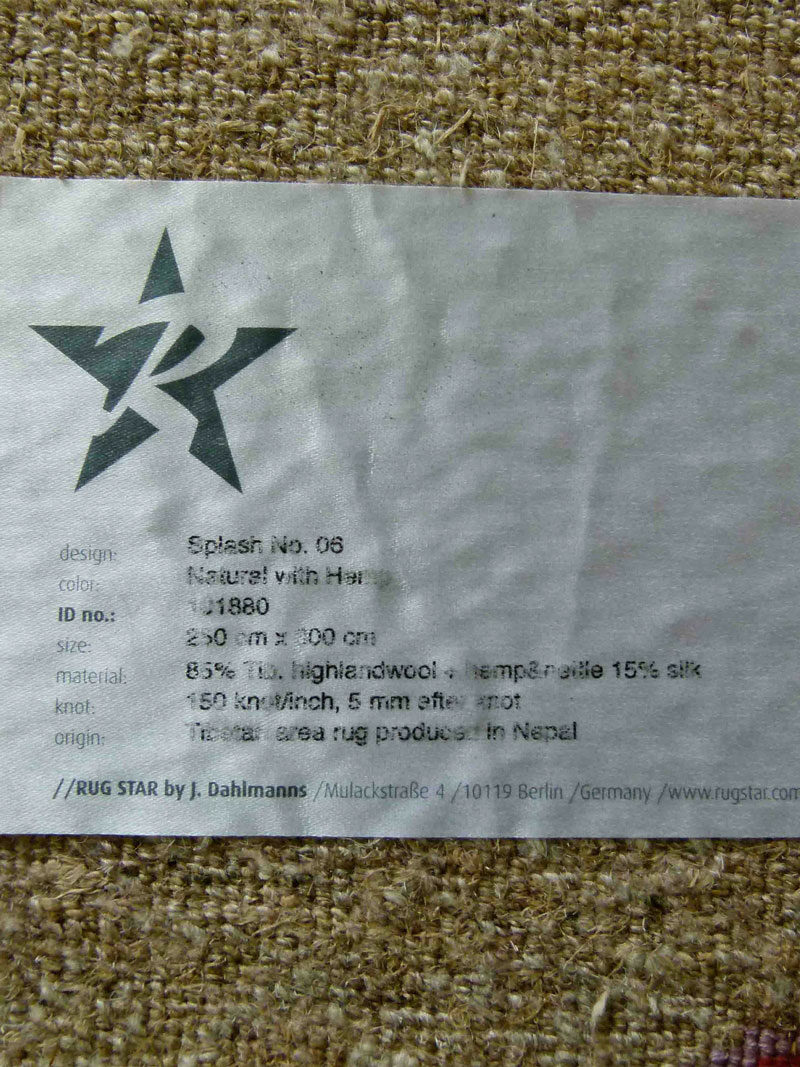 design: Splash No. 06
color: Natural with Hemp
ID no.:
size: 250 cm x 300 cm
material: 85% Tib. highlandwool + hemp&nettle 15% silk
knot: 150 knot/inch, 5 mm after knot
origin: Tibetan area rug produced in Nepal
//RUG STAR by J. Dahlmanns /Mulackstraße 4 /10119 Berlin /Germany /www.rugstar.com